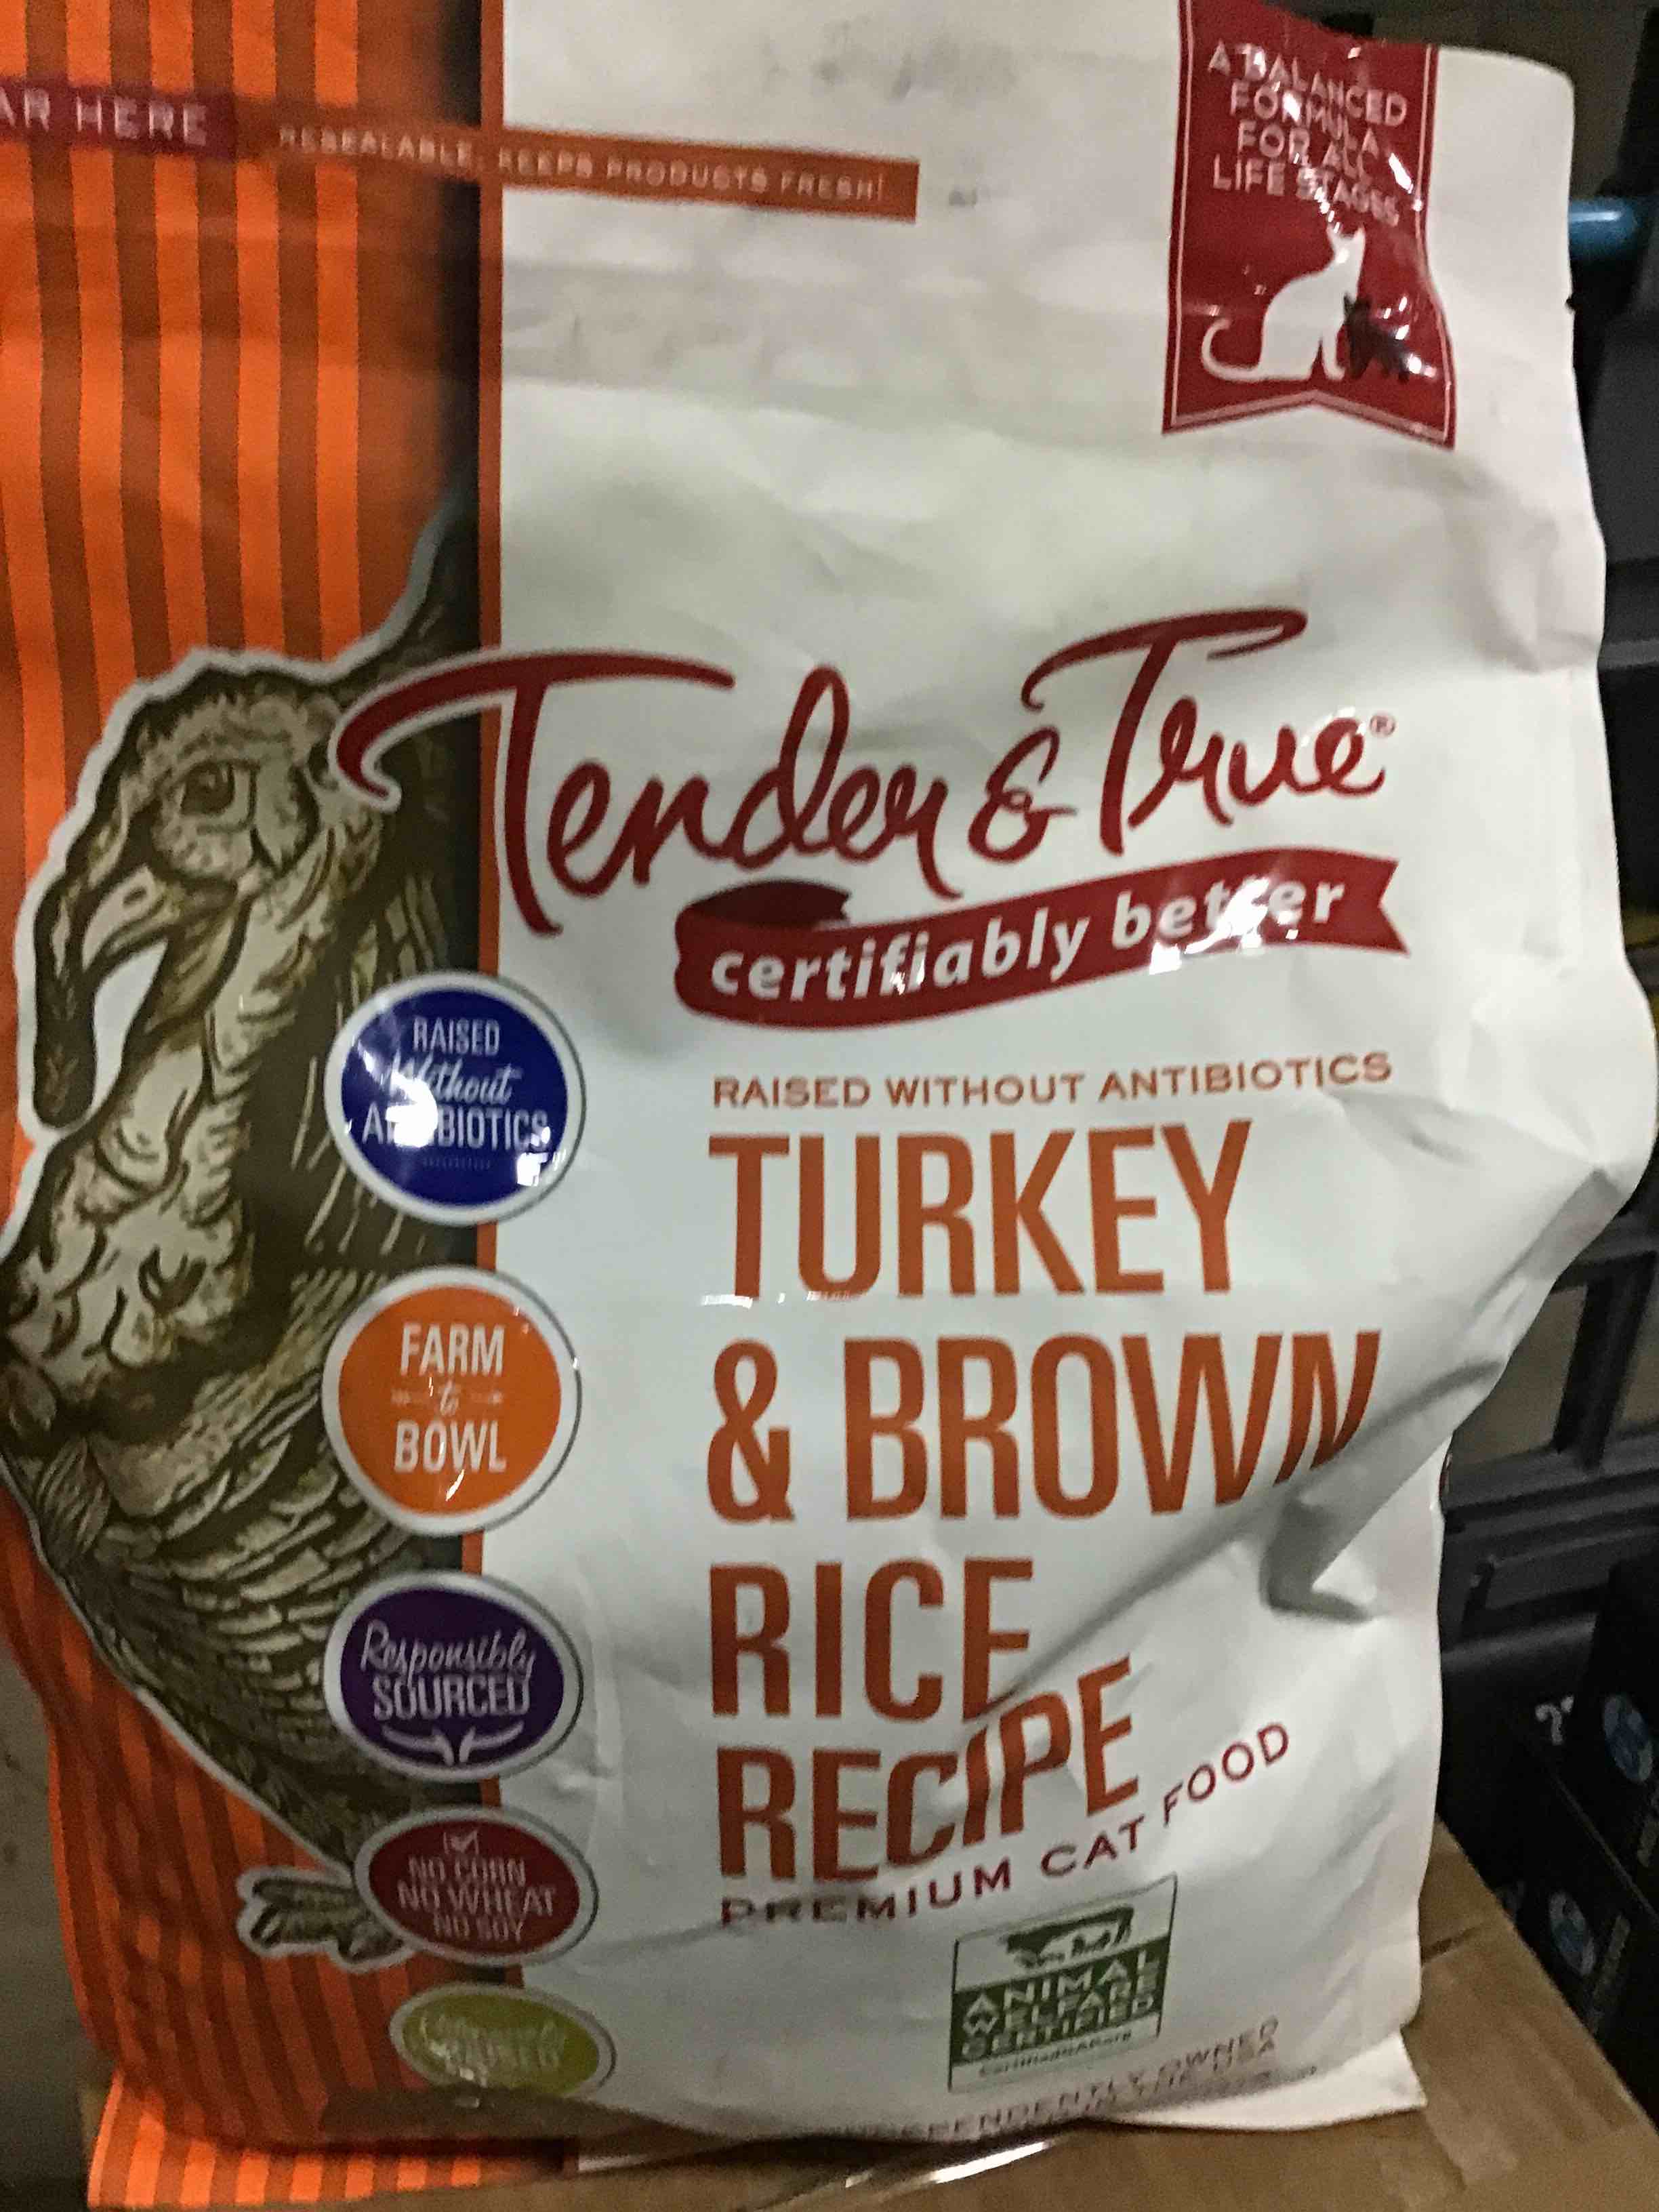 A BALANCED
FORMULA
FOR ALL
LIFE STAGES
AR HERE
RESEALABLE, KEEPS PRODUCTS FRESH!
Tender & True®
certifiably better
RAISED WITHOUT ANTIBIOTICS
TURKEY
& BROWN
RICE
RECIPE
PREMIUM CAT FOOD
RAISED
Without
ANTIBIOTICS
FARM
to
BOWL
Responsibly
SOURCED
NO CORN
NO WHEAT
NO SOY
ANIMAL
WELFARE
CERTIFIED
OWNED
USA